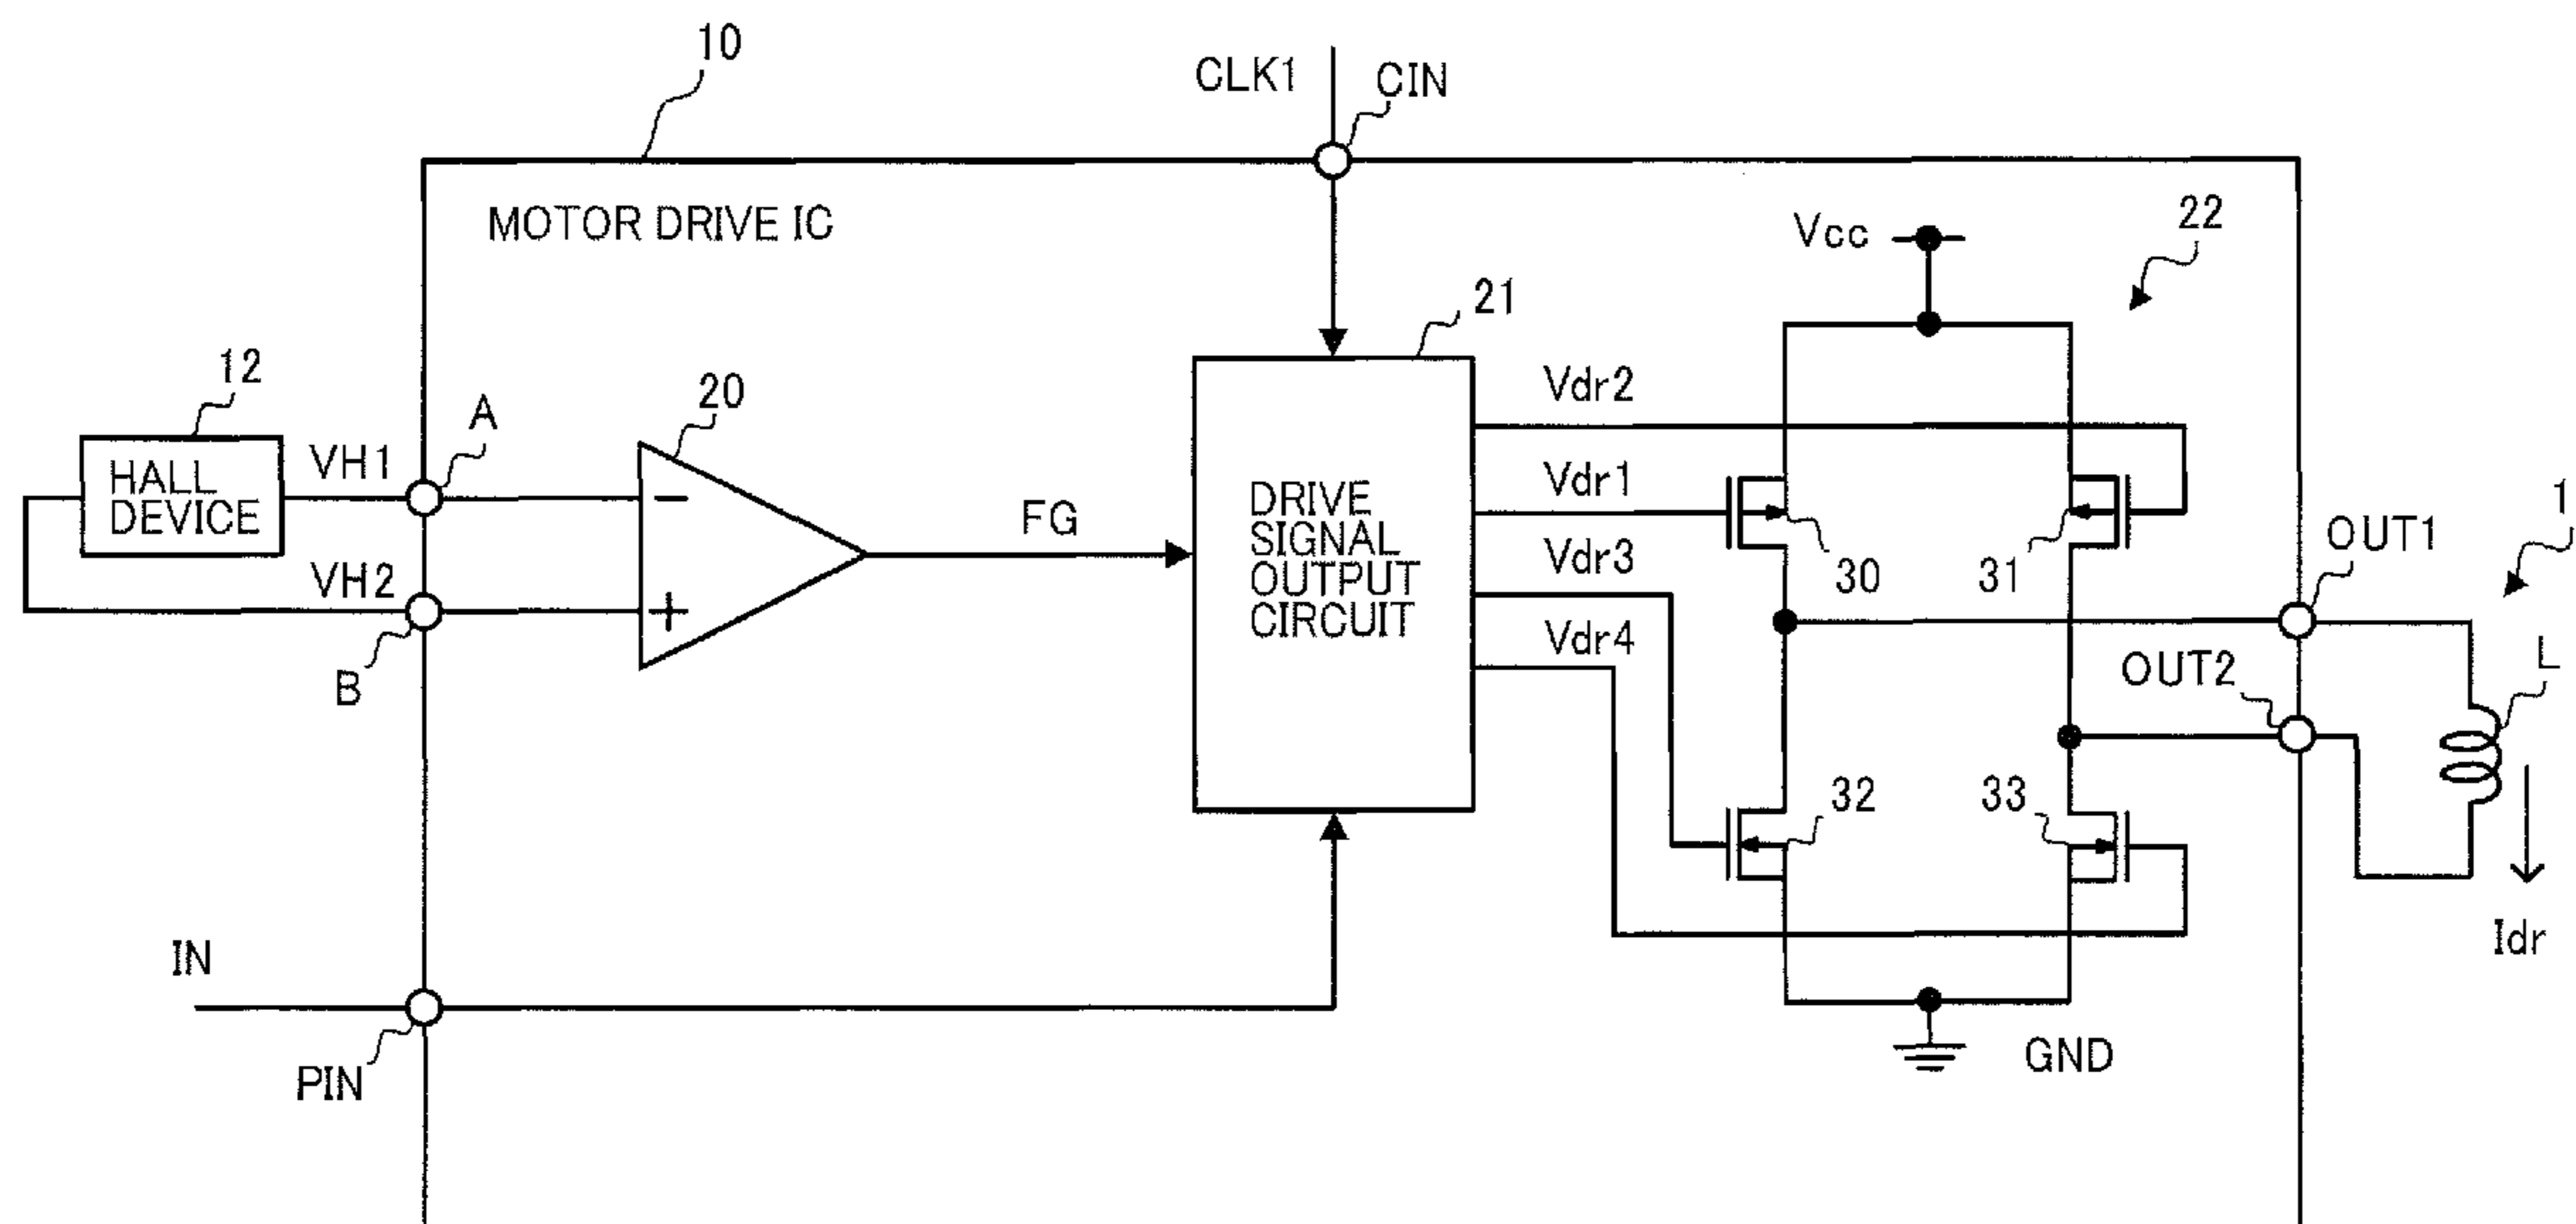 10
CLK1
CIN
MOTOR DRIVE IC
Vcc
22
21
12
20
A
Vdr2
HALL
DEVICE
VH1
−
FG
DRIVE
SIGNAL
OUTPUT
CIRCUIT
Vdr1
30
31
OUT1
1
VH2
+
B
Vdr3
Vdr4
OUT2
L
32
33
IN
Idr
PIN
GND